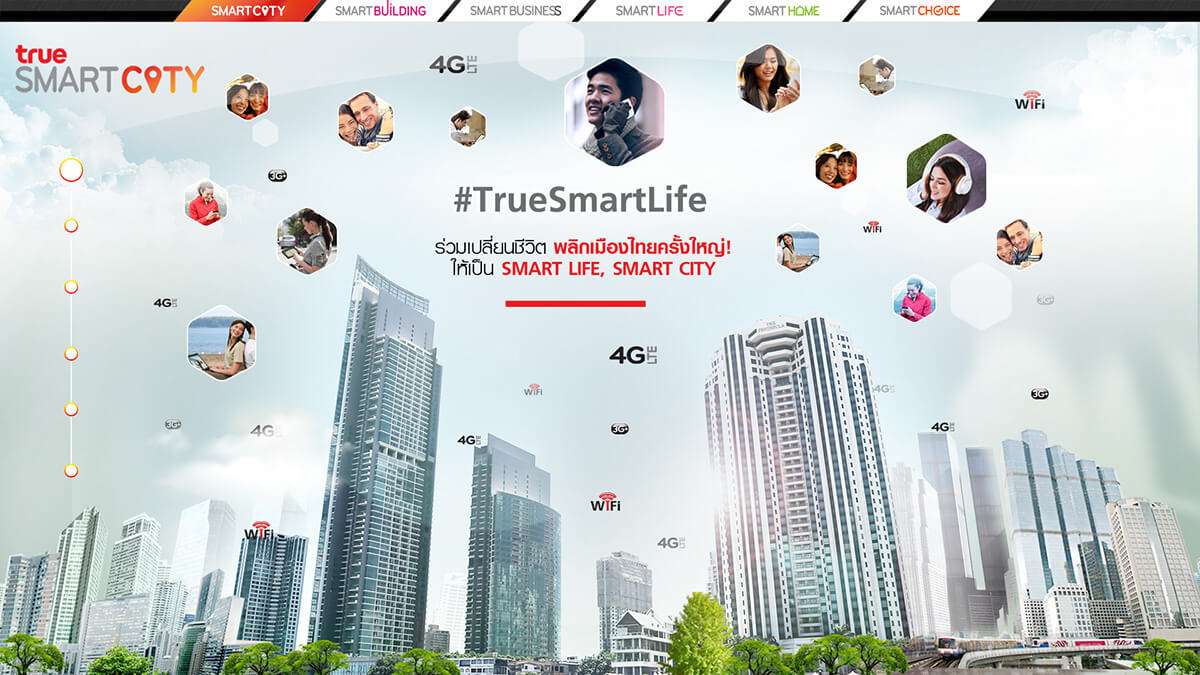 SMART CITY
SMART BUILDING
SMART BUSINESS
SMART LIFE
SMART HOME
SMART CHOICE
true
SMART CITY
4G LTE
WiFi
3G+
#TrueSmartLife
WiFi
ร่วมเปลี่ยนชีวิต พลิกเมืองไทยครั้งใหญ่!
ให้เป็น SMART LIFE, SMART CITY
4G LTE
3G+
THE PENINSULA
4G LTE
WiFi
4G LTE
3G+
3G+
4G
3G+
4G LTE
4G LTE
WiFi
WiFi
4G LTE